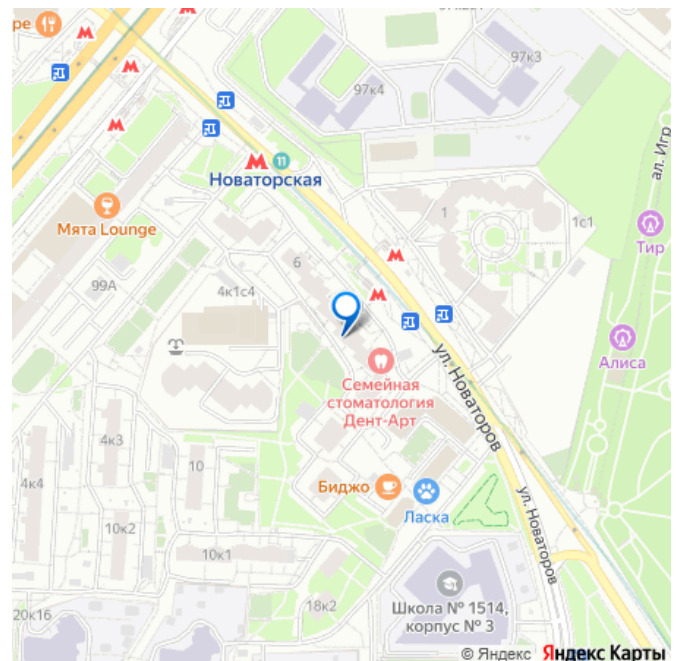 97к3
97к4
М
11
Новаторская
Мята Lounge
ал. Игр
1
1с1
Тир
6
99А
4к1с4
Алиса
ул. Новаторов
Семейная
стоматология
Дент-Арт
4к3
10
4к4
Биджо
Ласка
ул. Новаторов
10к2
10к1
18к2
Школа № 1514,
корпус № 3
20к16
© Яндекс Яндекс Карты